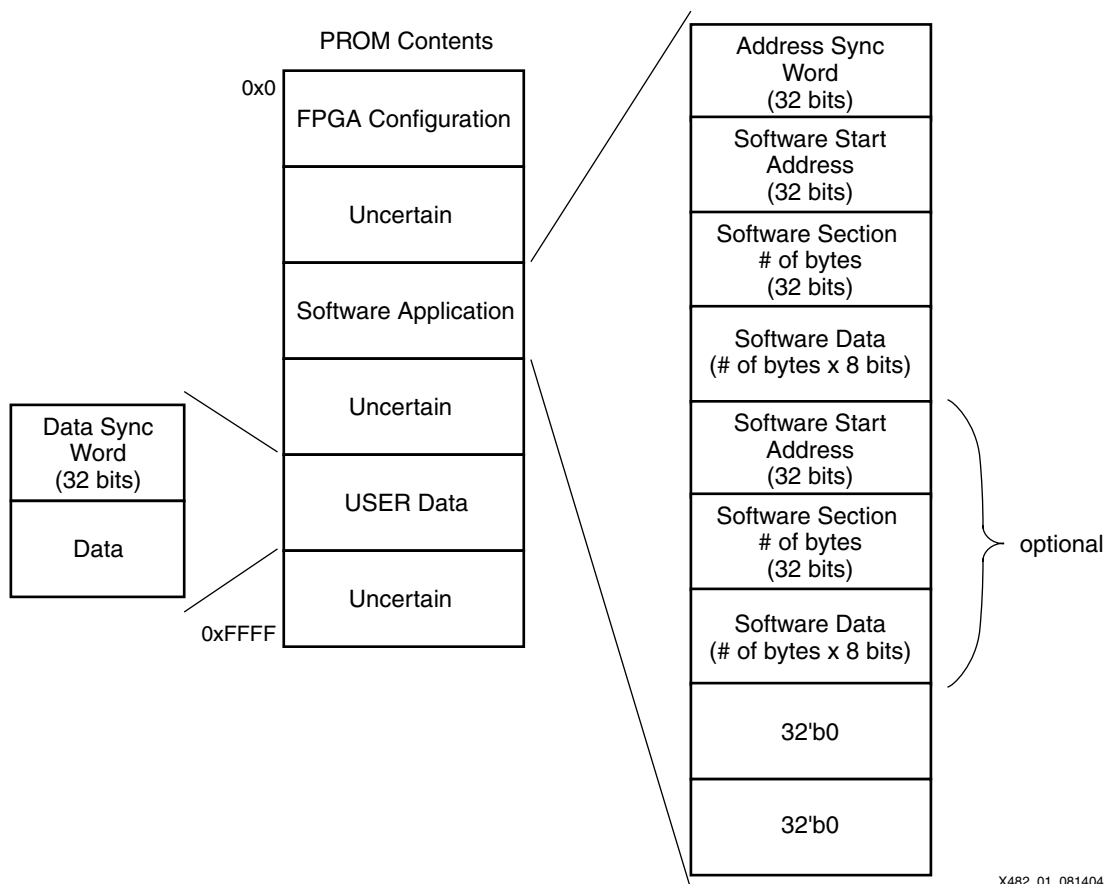 PROM Contents
0x0
FPGA Configuration
Uncertain
Software Application
Uncertain
USER Data
Uncertain
0xFFFF
Data Sync
Word
(32 bits)
Data
Address Sync
Word
(32 bits)
Software Start
Address
(32 bits)
Software Section
# of bytes
(32 bits)
Software Data
(# of bytes x 8 bits)
Software Start
Address
(32 bits)
Software Section
# of bytes
(32 bits)
Software Data
(# of bytes x 8 bits)
32'b0
32'b0
optional
X482_01_081404